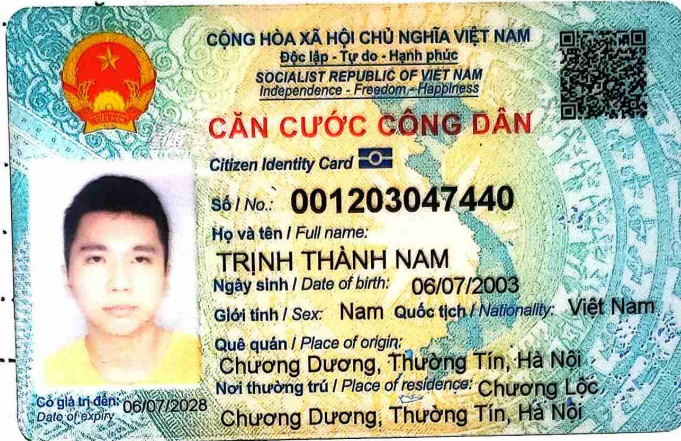 CỘNG HÒA XÃ HỘI CHỦ NGHĨA VIỆT NAM
Độc lập - Tự do - Hạnh phúc
SOCIALIST REPUBLIC OF VIET NAM
Independence - Freedom - Happiness
CĂN CƯỚC CÔNG DÂN
Citizen Identity Card
Số / No.: 001203047440
Họ và tên / Full name:
TRỊNH THÀNH NAM
Ngày sinh / Date of birth: 06/07/2003
Giới tính / Sex: Nam Quốc tịch / Nationality: Việt Nam
Quê quán / Place of origin:
Chương Dương, Thường Tín, Hà Nội
Nơi thường trú / Place of residence: Chương Lộc
Chương Dương, Thường Tín, Hà Nội
Có giá trị đến: 06/07/2028
Date of expiry